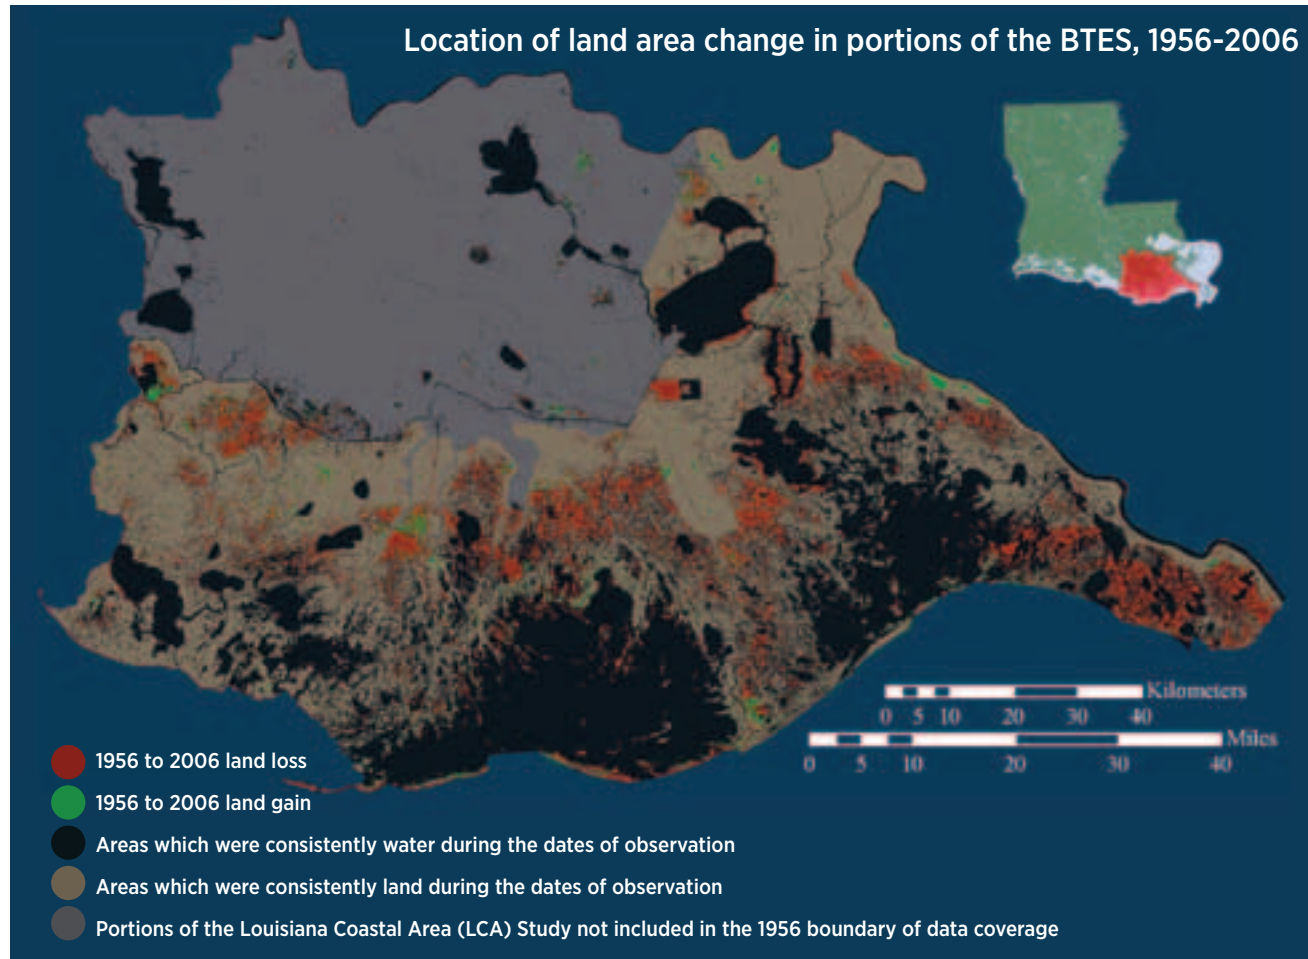 Location of land area change in portions of the BTES, 1956-2006
Kilometers
0 5 10 20 30 40
Miles
0 5 10 20 30 40
1956 to 2006 land loss
1956 to 2006 land gain
Areas which were consistently water during the dates of observation
Areas which were consistently land during the dates of observation
Portions of the Louisiana Coastal Area (LCA) Study not included in the 1956 boundary of data coverage